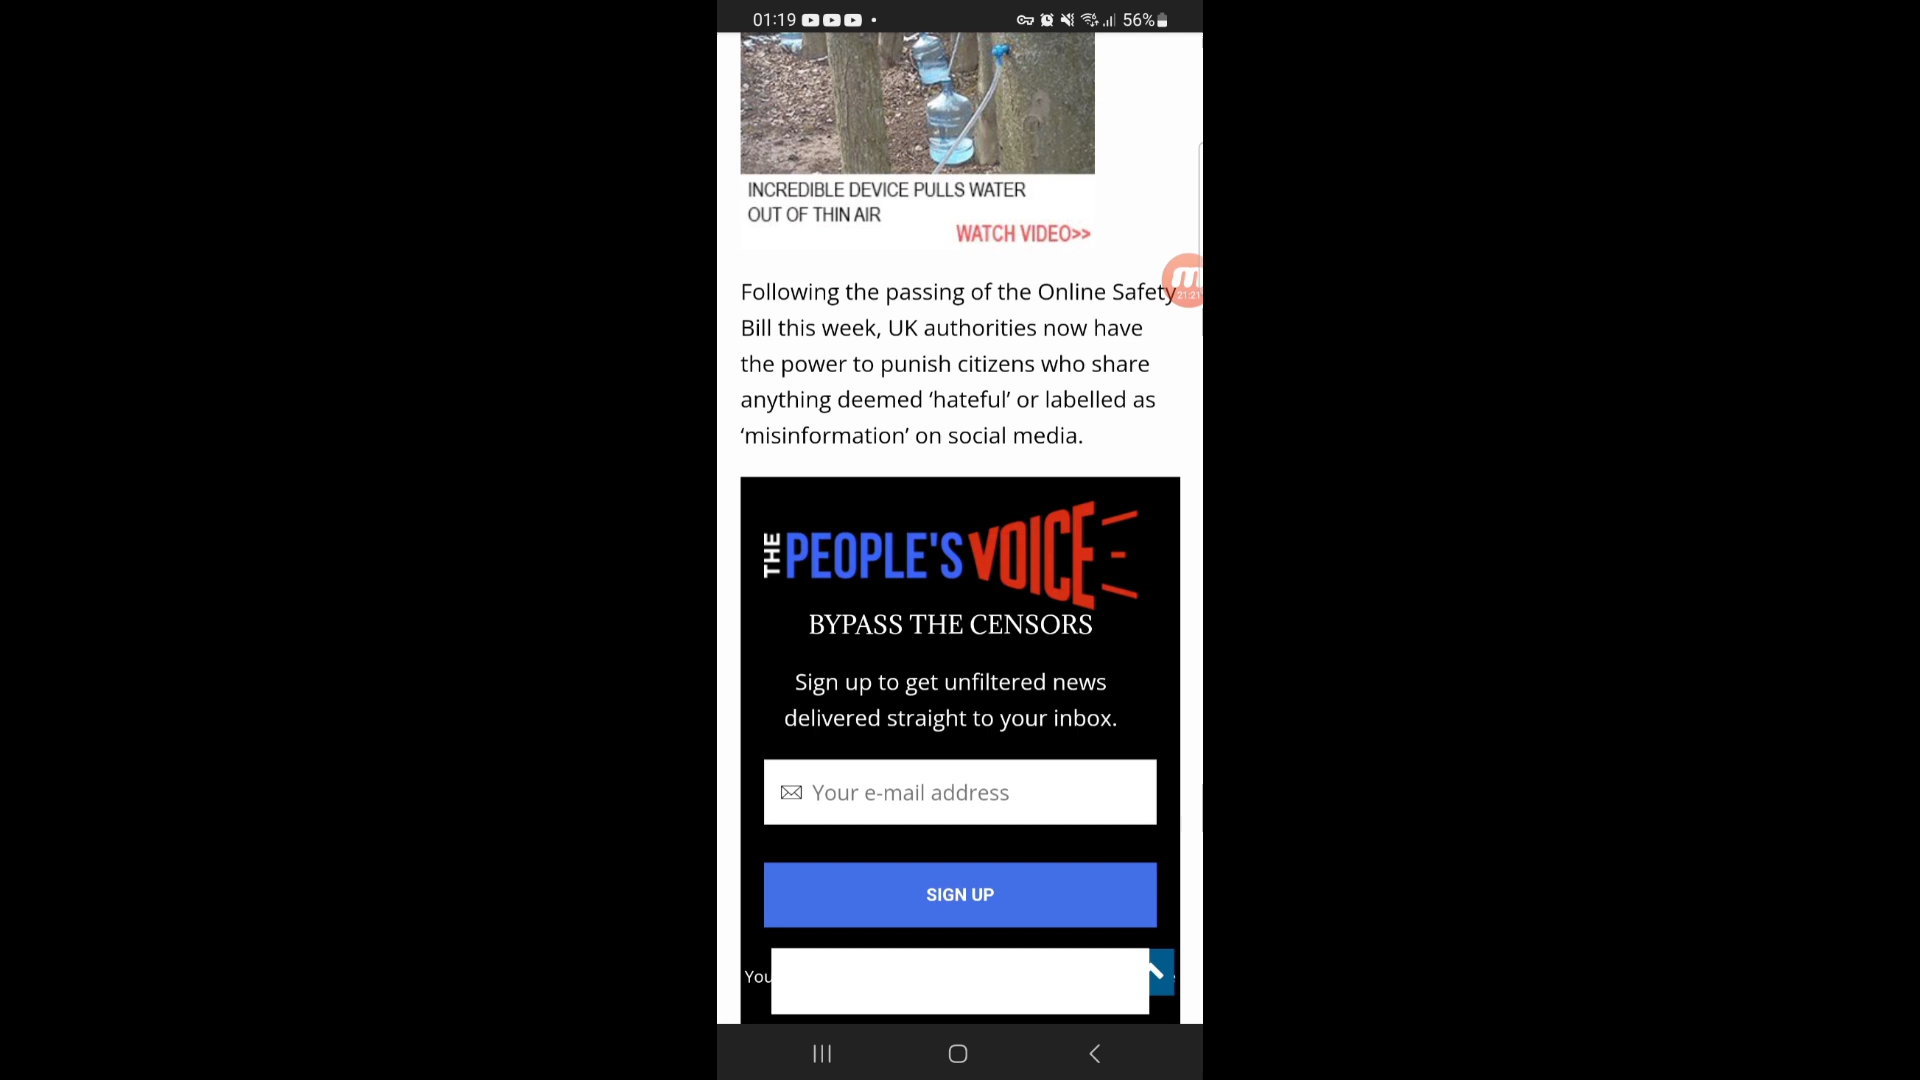 01:19
56%
INCREDIBLE DEVICE PULLS WATER
OUT OF THIN AIR
WATCH VIDEO>>
Following the passing of the Online Safety
Bill this week, UK authorities now have
the power to punish citizens who share
anything deemed ‘hateful’ or labelled as
‘misinformation’ on social media.
21:21
THE PEOPLE'S VOICE
BYPASS THE CENSORS
Sign up to get unfiltered news
delivered straight to your inbox.
Your e-mail address
SIGN UP
You